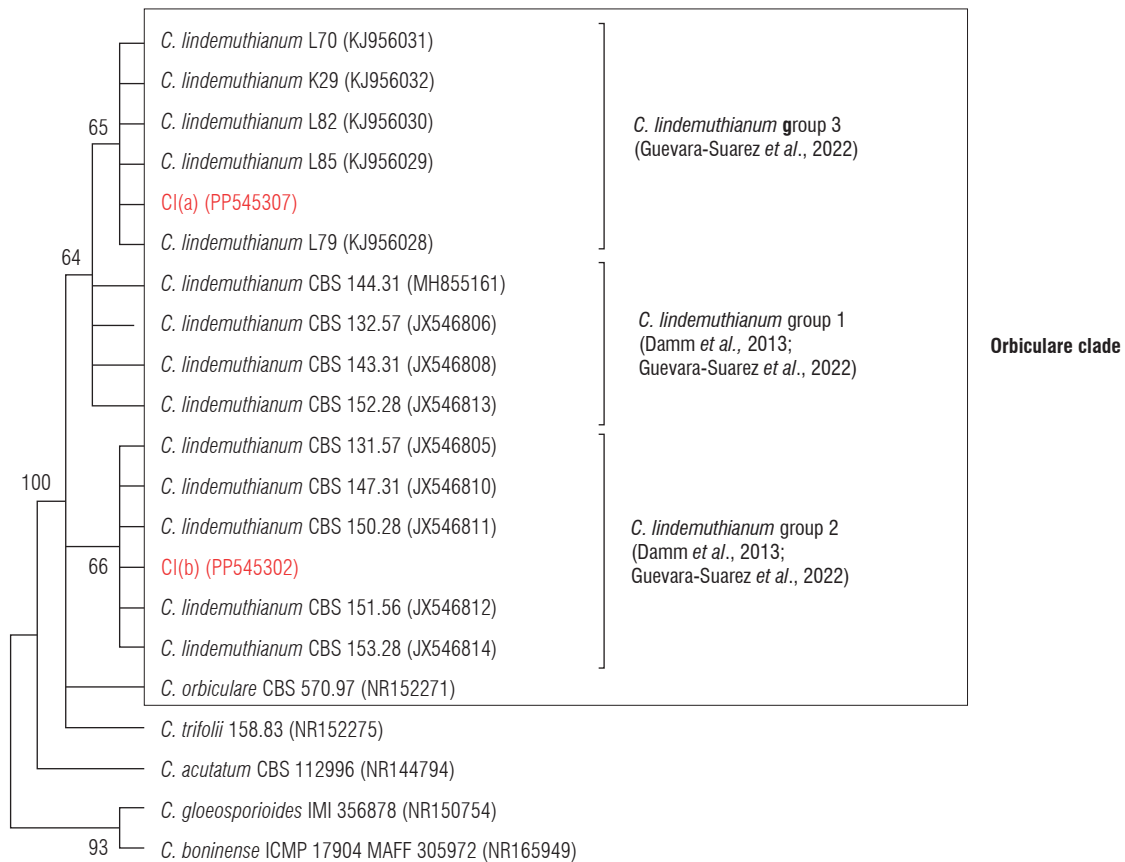 C. lindemuthianum L70 (KJ956031)
C. lindemuthianum K29 (KJ956032)
65
C. lindemuthianum L82 (KJ956030)
C. lindemuthianum group 3
(Guevara-Suarez et al., 2022)
C. lindemuthianum L85 (KJ956029)
Cl(a) (PP545307)
C. lindemuthianum L79 (KJ956028)
64
C. lindemuthianum CBS 144.31 (MH855161)
C. lindemuthianum CBS 132.57 (JX546806)
C. lindemuthianum group 1
(Damm et al., 2013;
Guevara-Suarez et al., 2022)
Orbiculare clade
C. lindemuthianum CBS 143.31 (JX546808)
C. lindemuthianum CBS 152.28 (JX546813)
C. lindemuthianum CBS 131.57 (JX546805)
100
C. lindemuthianum CBS 147.31 (JX546810)
C. lindemuthianum CBS 150.28 (JX546811)
C. lindemuthianum group 2
(Damm et al., 2013;
Guevara-Suarez et al., 2022)
66
Cl(b) (PP545302)
C. lindemuthianum CBS 151.56 (JX546812)
C. lindemuthianum CBS 153.28 (JX546814)
C. orbiculare CBS 570.97 (NR152271)
C. trifolii 158.83 (NR152275)
C. acutatum CBS 112996 (NR144794)
C. gloeosporioides IMI 356878 (NR150754)
93
C. boninense ICMP 17904 MAFF 305972 (NR165949)